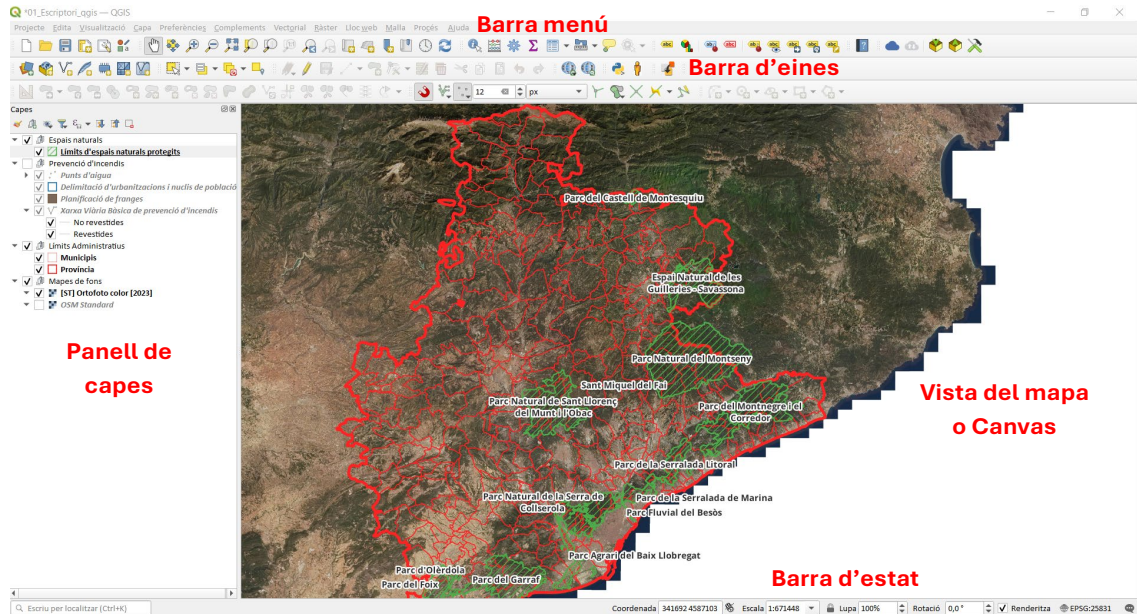 *01_Escriptori_qgis — QGIS
Projecte Edita Visualització Capa Preferències Complements Vectorial Ràster Lloc web Malla Procés Ajuda
Barra menú
Barra d'eines
12 px
Capes
Espais naturals
Límits d'espais naturals protegits
Prevenció d'incendis
Punts d'aigua
Delimitació d'urbanitzacions i nuclis de població
Planificació de franges
Xarxa Viària Bàsica de prevenció d'incendis
No revestides
Revestides
Límits Administratius
Municipis
Província
Mapes de fons
[ST] Ortofoto color [2023]
OSM Standard
Panell de
capes
Parc del Castell de Montesquiu
Espai Natural de les
Guilleries - Savassona
Parc Natural del Montseny
Sant Miquel del Fai
Parc Natural de Sant Llorenç
del Munt i l'Obac
Parc del Montnegre i el
Corredor
Vista del mapa
o Canvas
Parc de la Serralada Litoral
Parc Natural de la Serra de
Collserola
Parc de la Serralada de Marina
Parc Fluvial del Besòs
Parc Agrari del Baix Llobregat
Parc d'Olèrdola
Parc del Foix
Parc del Garraf
Barra d'estat
Escriu per localitzar (Ctrl+K)
Coordenada 341692 4587103 Escala 1:671448 Lupa 100% Rotació 0,0 ° Renderitza EPSG:25831